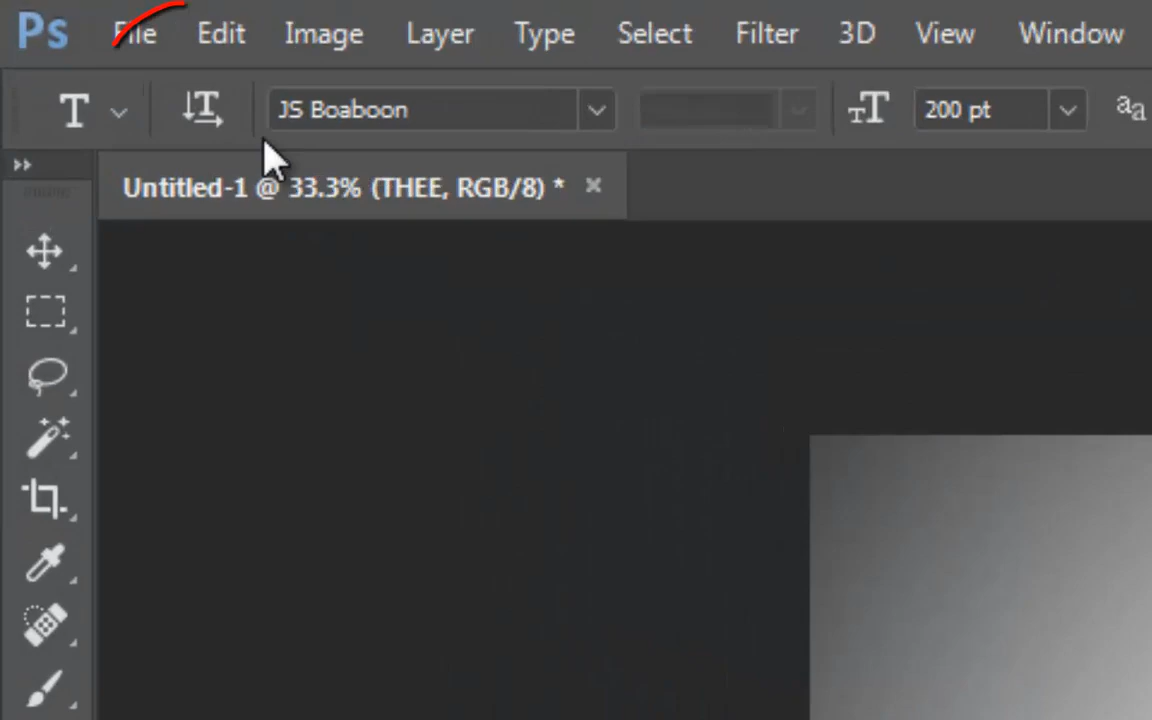 Ps File Edit Image Layer Type Select Filter 3D View Window
T T JS Boaboon TT 200 pt aa
Untitled-1 @ 33.3% (THEE, RGB/8) * ×